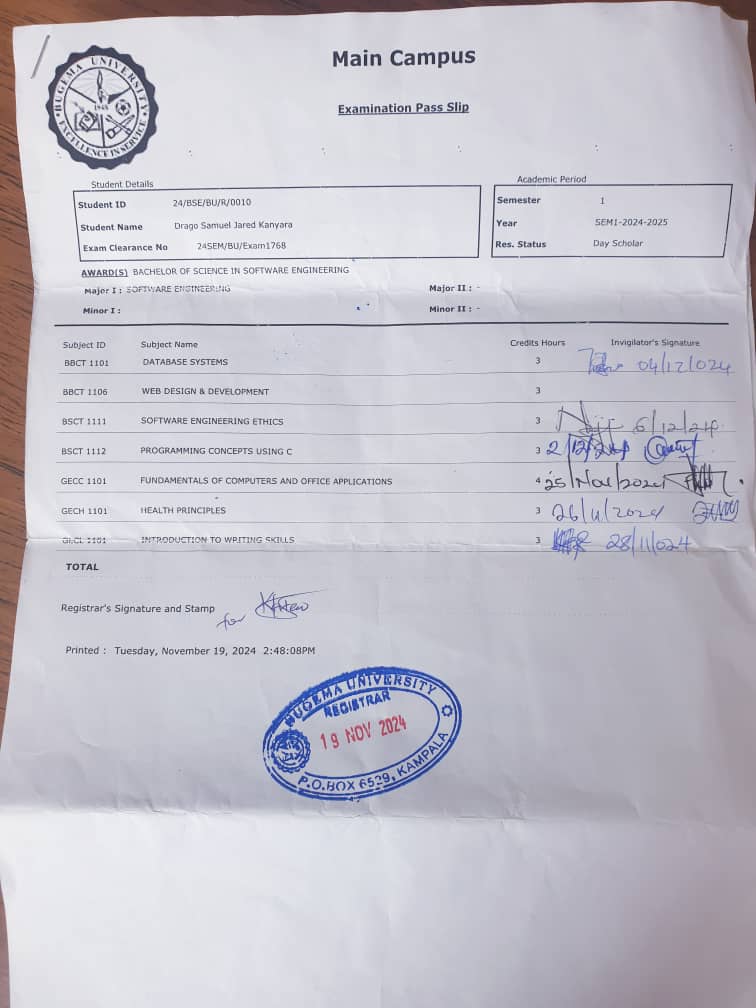 BUGEMA UNIVERSITY
1948
EXCELLENCE IN SERVICE
Main Campus
Examination Pass Slip
Student Details
Student ID 24/BSE/BU/R/0010
Student Name Drago Samuel Jared Kanyara
Exam Clearance No 24SEM/BU/Exam1768
Academic Period
Semester 1
Year SEM1-2024-2025
Res. Status Day Scholar
AWARD(S) BACHELOR OF SCIENCE IN SOFTWARE ENGINEERING
Major I : SOFTWARE ENGINEERING Major II : -
Minor I : Minor II : -
Subject ID Subject Name Credits Hours Invigilator's Signature
BBCT 1101 DATABASE SYSTEMS 3 04/12/2024
BBCT 1106 WEB DESIGN & DEVELOPMENT 3
BSCT 1111 SOFTWARE ENGINEERING ETHICS 3 6/12/24
BSCT 1112 PROGRAMMING CONCEPTS USING C 3 2/12/24
GECC 1101 FUNDAMENTALS OF COMPUTERS AND OFFICE APPLICATIONS 4 25/Nov/2024
GECH 1101 HEALTH PRINCIPLES 3 26/11/2024
1101 INTRODUCTION TO WRITING SKILLS 3 28/11/024
TOTAL
Registrar's Signature and Stamp for
Printed : Tuesday, November 19, 2024 2:48:08PM
BUGEMA UNIVERSITY
REGISTRAR
19 NOV 2024
P.O.BOX 6529, KAMPALA